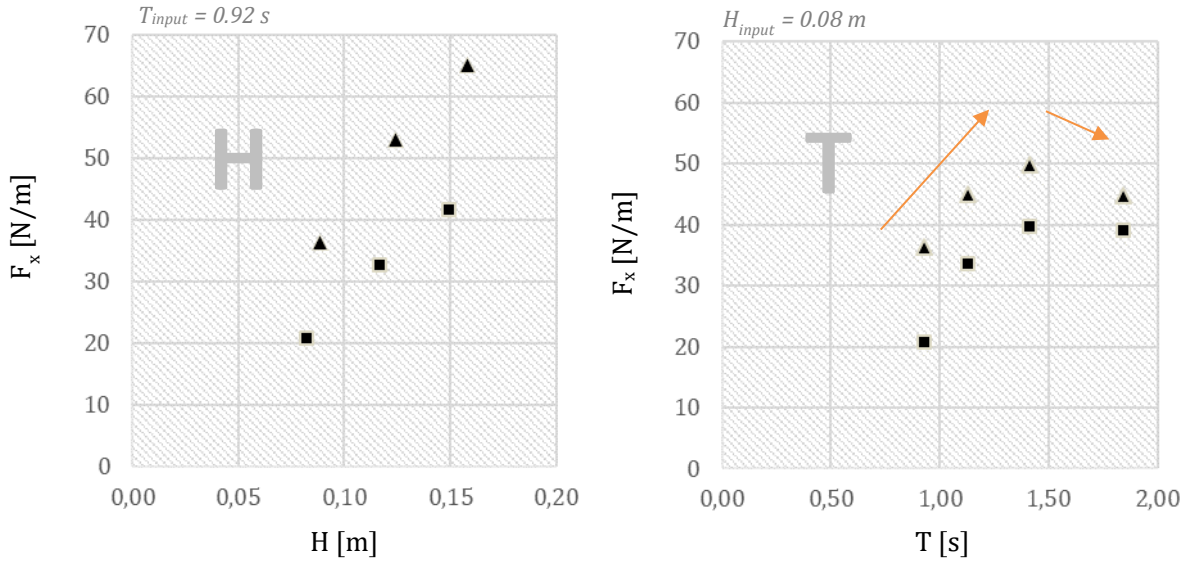 T_input = 0.92 s
70
60
50
40
30
20
10
0
F_x [N/m]
H
0,00 0,05 0,10 0,15 0,20
H [m]
H_input = 0.08 m
70
60
50
40
30
20
10
0
F_x [N/m]
T
0,00 0,50 1,00 1,50 2,00
T [s]